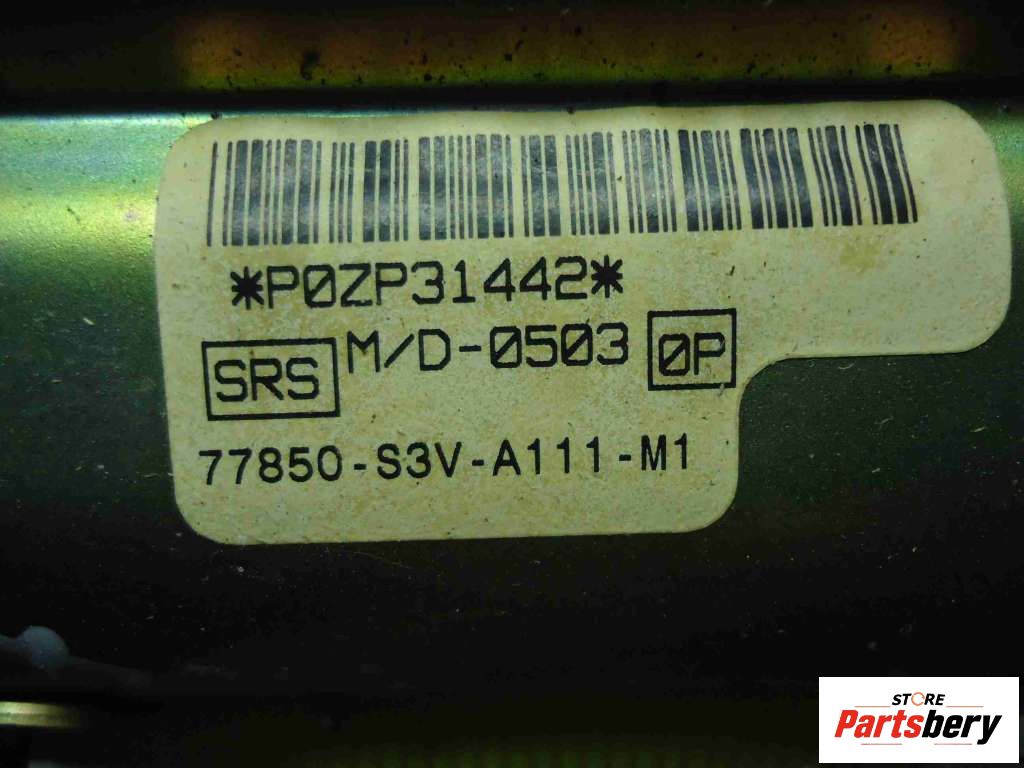 *P0ZP31442*
SRS M/D-0503 0P
77850-S3V-A111-M1
STORE
Partsbery